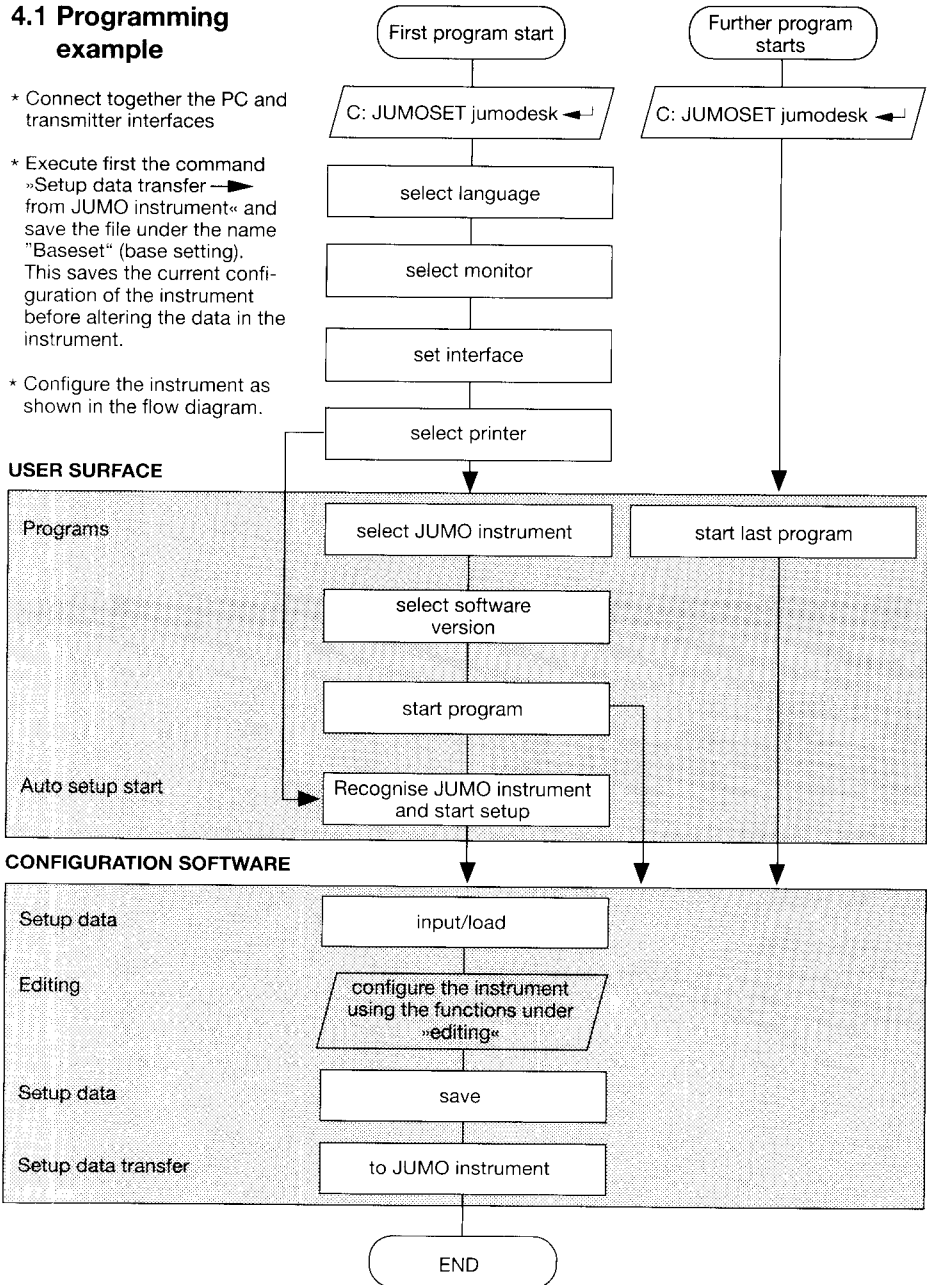 4.1 Programming
example
* Connect together the PC and
transmitter interfaces
* Execute first the command
»Setup data transfer
from JUMO instrument« and
save the file under the name
"Baseset“ (base setting).
This saves the current confi-
guration of the instrument
before altering the data in the
instrument.
* Configure the instrument as
shown in the flow diagram.
First program start
Further program
starts
C: JUMOSET jumodesk
C: JUMOSET jumodesk
select language
select monitor
set interface
select printer
USER SURFACE
Programs
select JUMO instrument
start last program
select software
version
start program
Auto setup start
Recognise JUMO instrument
and start setup
CONFIGURATION SOFTWARE
Setup data
input/load
Editing
configure the instrument
using the functions under
»editing«
Setup data
save
Setup data transfer
to JUMO instrument
END